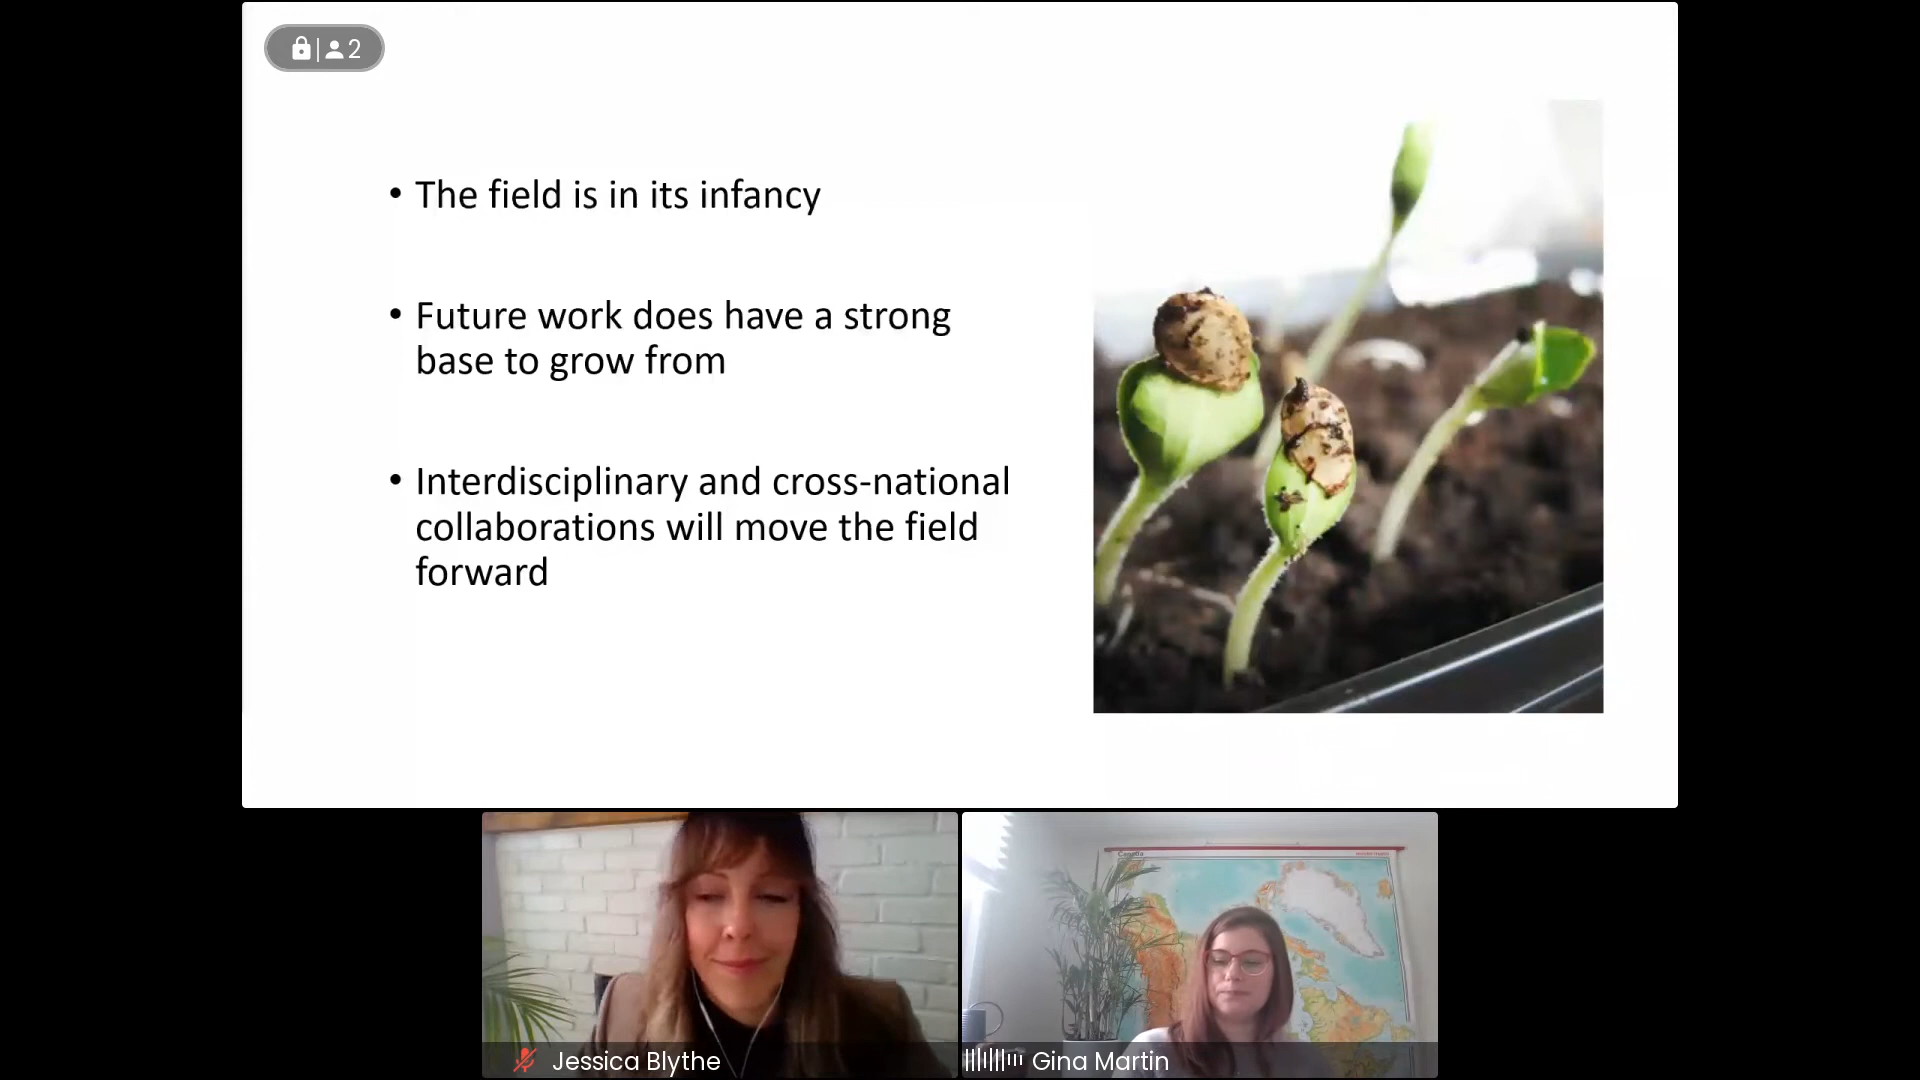 2
• The field is in its infancy
• Future work does have a strong
base to grow from
• Interdisciplinary and cross-national
collaborations will move the field
forward
Canada
Jessica Blythe
Gina Martin